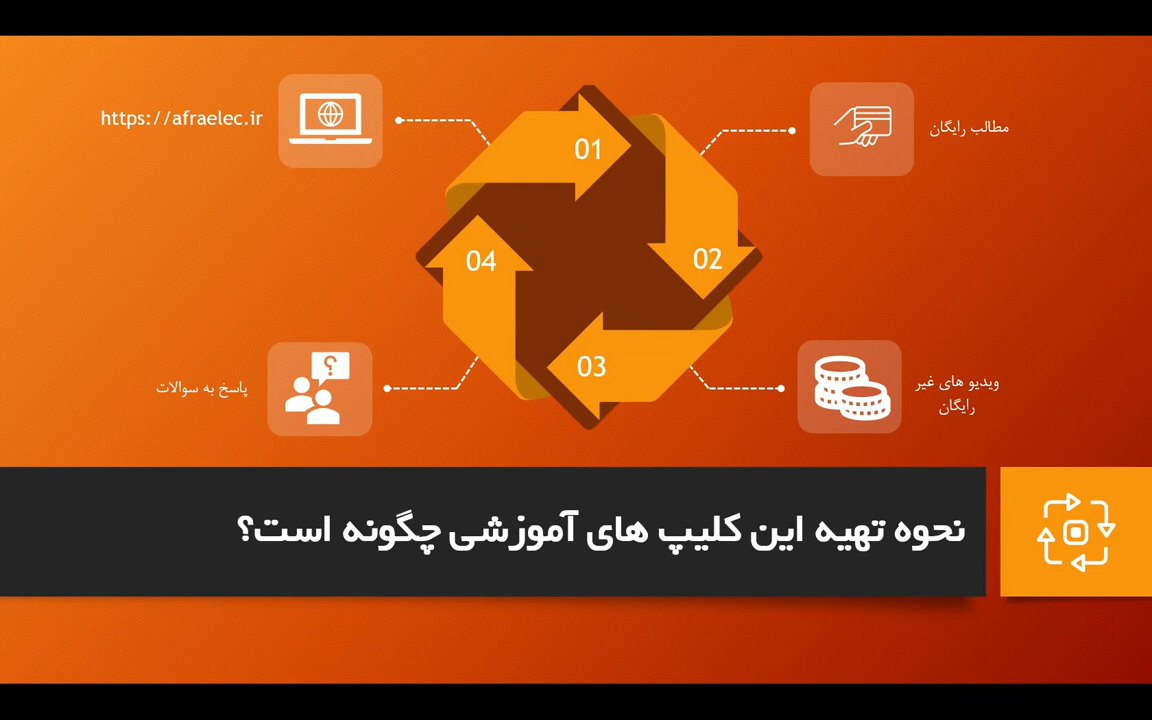 https://afraelec.ir
مطالب رایگان
01
02
03
04
پاسخ به سوالات
ویدیو های غیر
رایگان
نحوه تهیه این کلیپ های آموزشی چگونه است؟